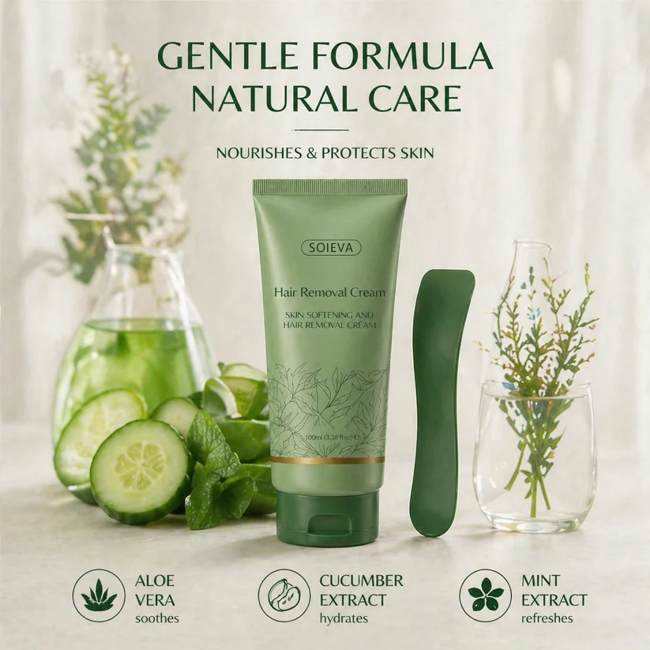 GENTLE FORMULA
NATURAL CARE
NOURISHES & PROTECTS SKIN
SOIEVA
Hair Removal Cream
SKIN SOFTENING AND
HAIR REMOVAL CREAM
100ml
ALOE
VERA
soothes
CUCUMBER
EXTRACT
hydrates
MINT
EXTRACT
refreshes